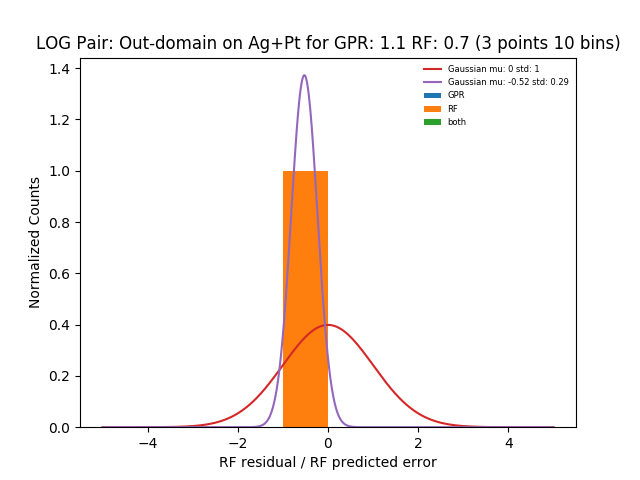 LOG Pair: Out-domain on Ag+Pt for GPR: 1.1 RF: 0.7 (3 points 10 bins)
Gaussian mu: 0 std: 1
Gaussian mu: -0.52 std: 0.29
GPR
RF
both
Normalized Counts
1.4
1.2
1.0
0.8
0.6
0.4
0.2
0.0
−4 −2 0 2 4
RF residual / RF predicted error